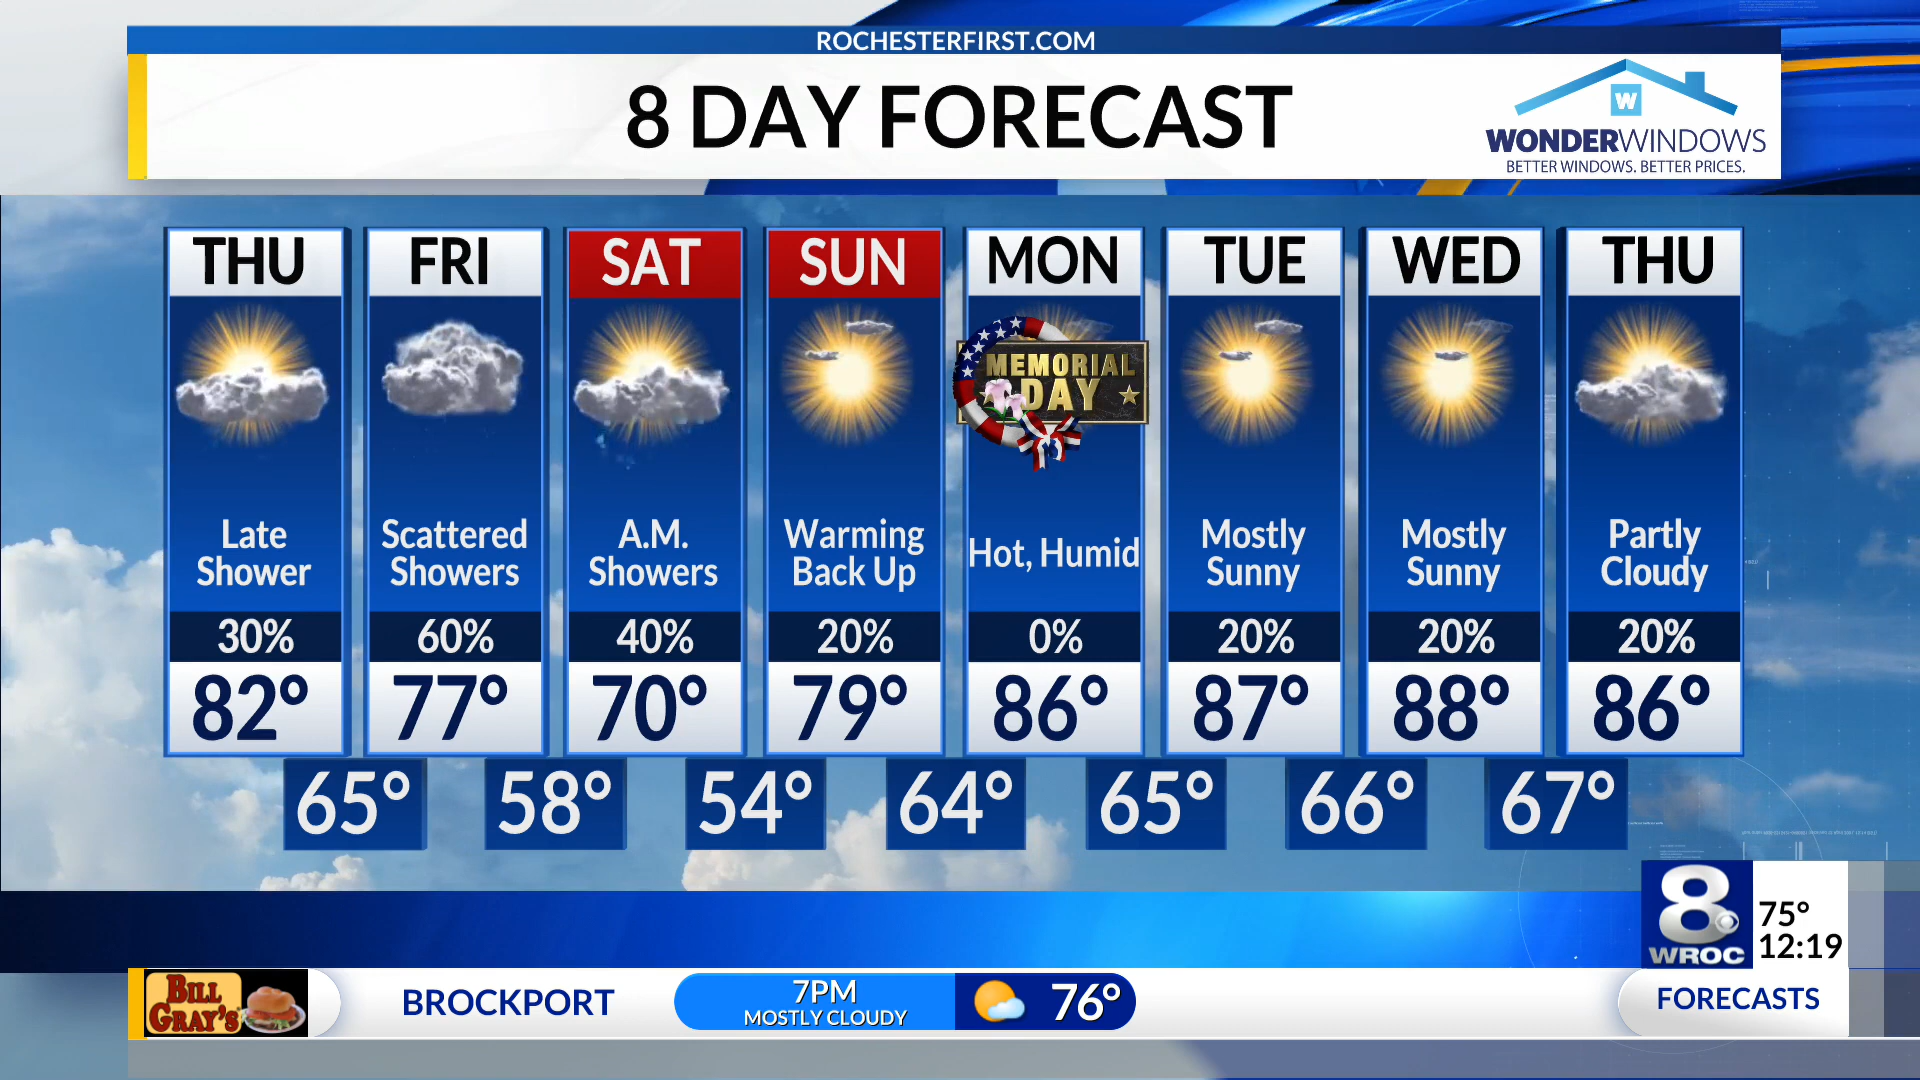 ROCHESTERFIRST.COM
8 DAY FORECAST
W
WONDERWINDOWS
BETTER WINDOWS. BETTER PRICES.
THU
FRI
SAT
SUN
MON
TUE
WED
THU
MEMORIAL
DAY
Late
Shower
Scattered
Showers
A.M.
Showers
Warming
Back Up
Hot, Humid
Mostly
Sunny
Mostly
Sunny
Partly
Cloudy
30%
60%
40%
20%
0%
20%
20%
20%
82°
77°
70°
79°
86°
87°
88°
86°
65°
58°
54°
64°
65°
66°
67°
8
WROC
75°
12:19
BILL
GRAY'S
BROCKPORT
7PM
MOSTLY CLOUDY
76°
FORECASTS